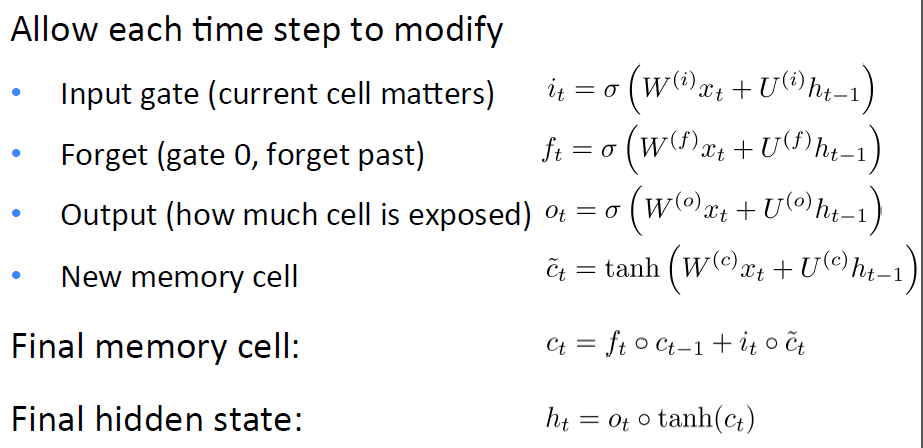 Allow each time step to modify
• Input gate (current cell matters) i_t = σ (W^{(i)}x_t + U^{(i)}h_{t−1})
• Forget (gate 0, forget past) f_t = σ (W^{(f)}x_t + U^{(f)}h_{t−1})
• Output (how much cell is exposed) o_t = σ (W^{(o)}x_t + U^{(o)}h_{t−1})
• New memory cell c̃_t = tanh (W^{(c)}x_t + U^{(c)}h_{t−1})
Final memory cell: c_t = f_t ∘ c_{t−1} + i_t ∘ c̃_t
Final hidden state: h_t = o_t ∘ tanh(c_t)